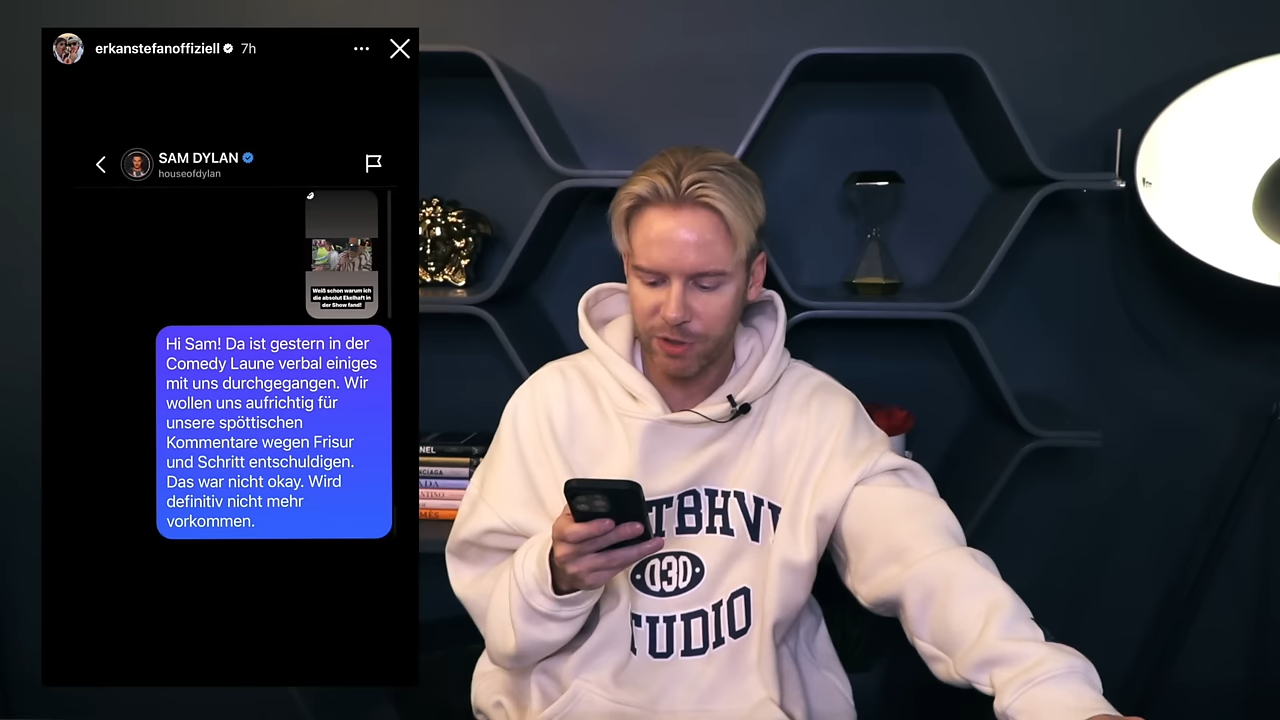 erkanstefanoffiziell 7h
SAM DYLAN
houseofdylan
Weiß schon warum ich
die absolut Ekelhaft in
der Show fand!
Hi Sam! Da ist gestern in der
Comedy Laune verbal einiges
mit uns durchgegangen. Wir
wollen uns aufrichtig für
unsere spöttischen
Kommentare wegen Frisur
und Schritt entschuldigen.
Das war nicht okay. Wird
definitiv nicht mehr
vorkommen.
TBHV
030
TUDIO